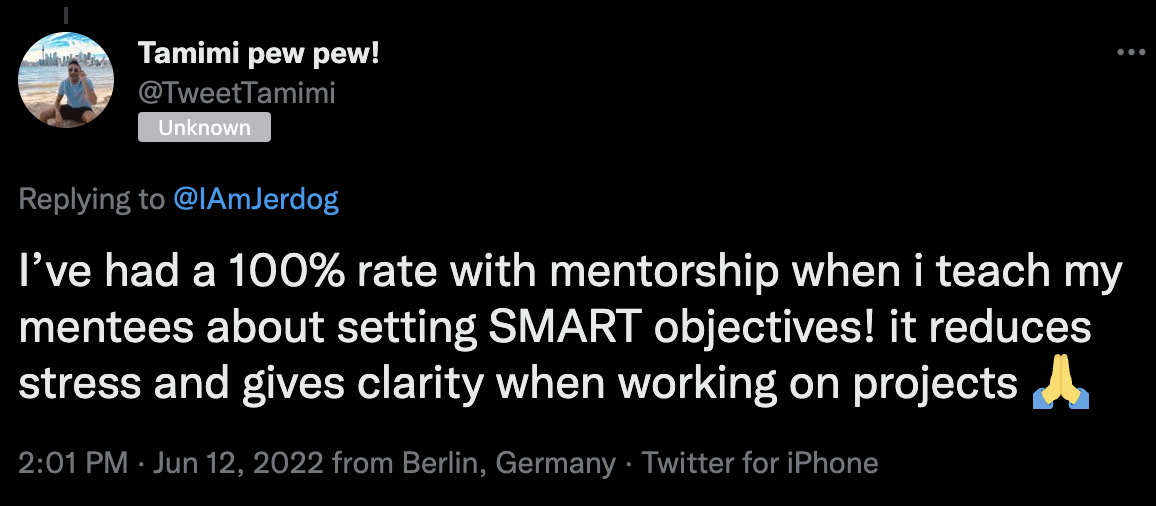 Tamimi pew pew!
@TweetTamimi
Unknown
Replying to @IAmJerdog
I’ve had a 100% rate with mentorship when i teach my
mentees about setting SMART objectives! it reduces
stress and gives clarity when working on projects 🙏
2:01 PM · Jun 12, 2022 from Berlin, Germany · Twitter for iPhone